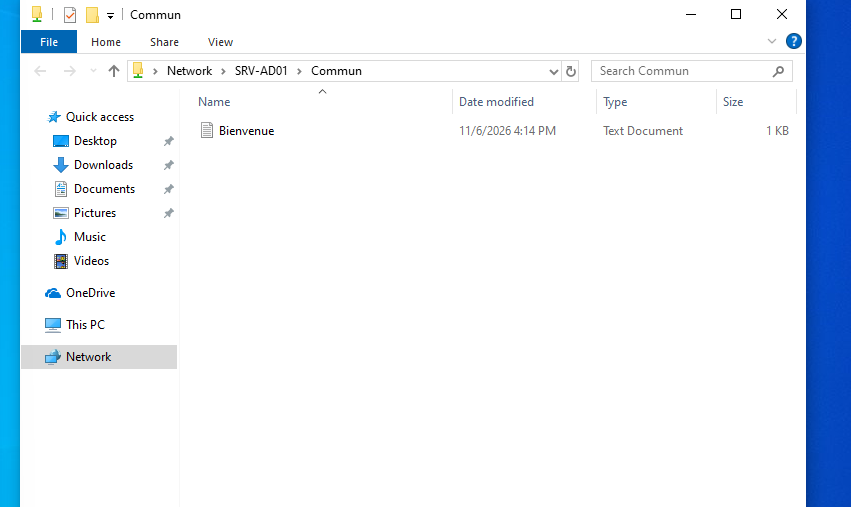 Commun
File Home Share View
Network SRV-AD01 Commun
Search Commun
Name Date modified Type Size
Quick access
Desktop
Downloads
Documents
Pictures
Music
Videos
OneDrive
This PC
Network
Bienvenue 11/6/2026 4:14 PM Text Document 1 KB